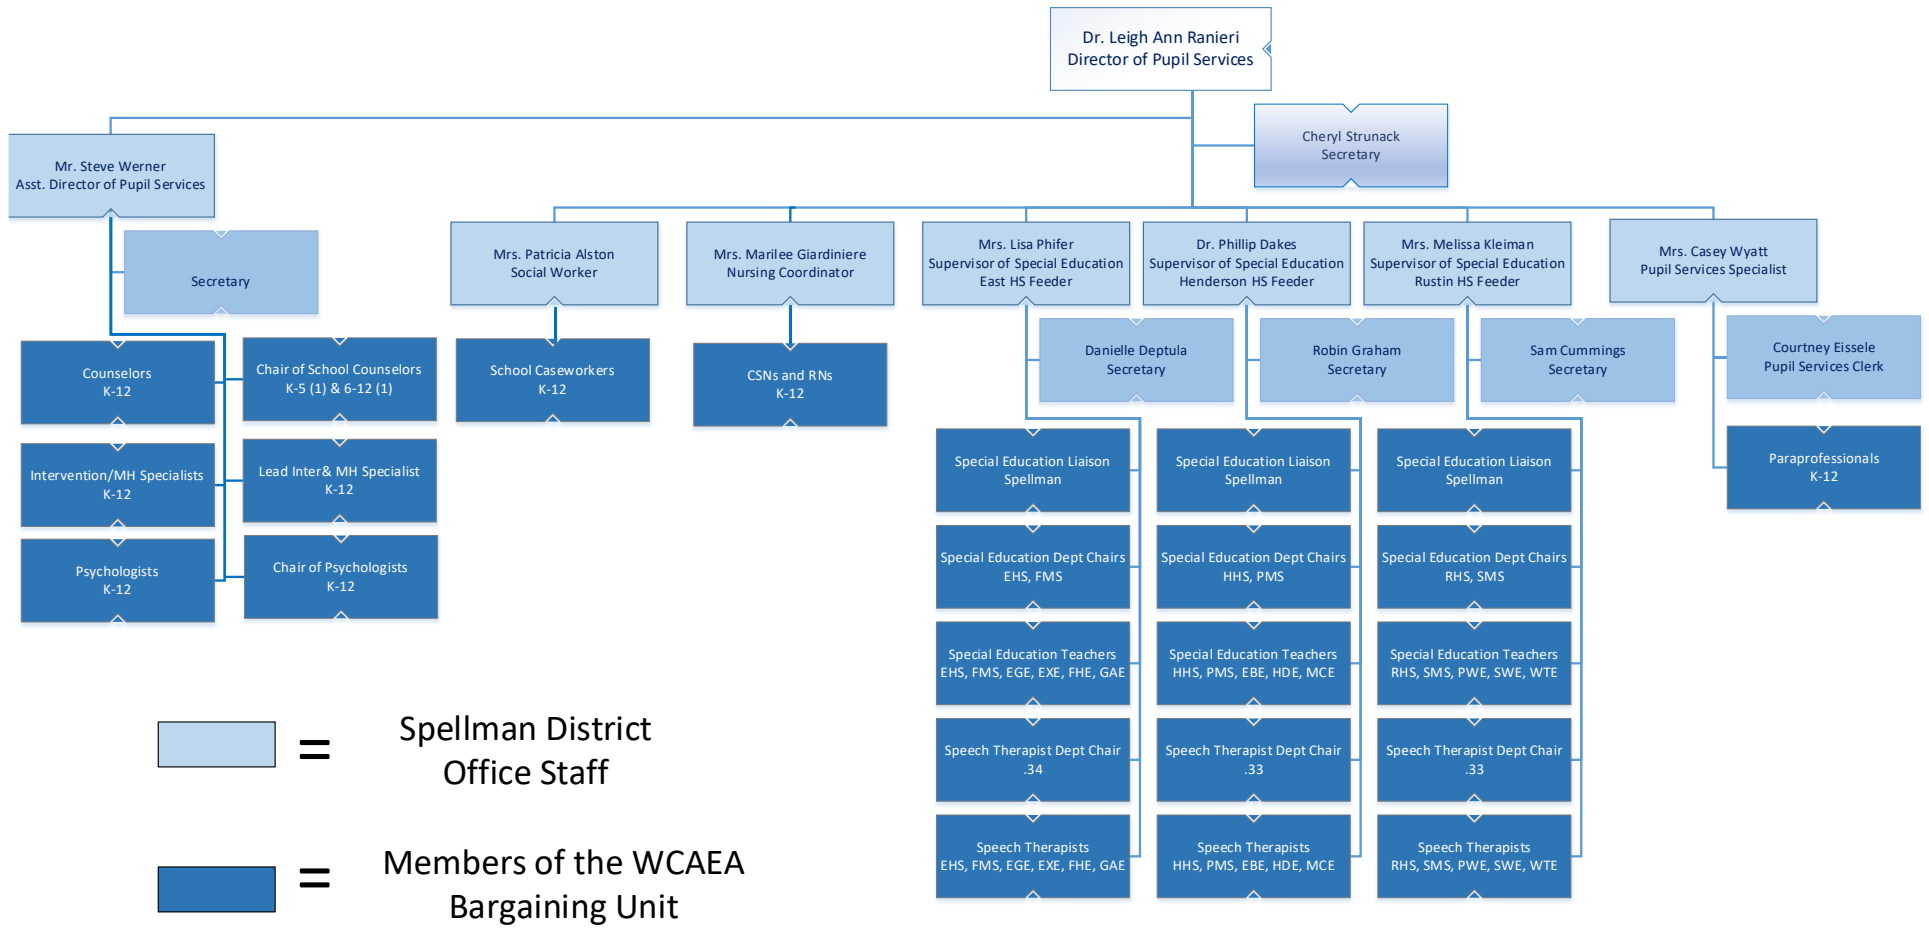 Dr. Leigh Ann Ranieri
Director of Pupil Services
Cheryl Strunack
Secretary
Mr. Steve Werner
Asst. Director of Pupil Services
Secretary
Counselors
K-12
Chair of School Counselors
K-5 (1) & 6-12 (1)
Intervention/MH Specialists
K-12
Lead Inter& MH Specialist
K-12
Psychologists
K-12
Chair of Psychologists
K-12
Mrs. Patricia Alston
Social Worker
School Caseworkers
K-12
Mrs. Marilee Giardiniere
Nursing Coordinator
CSNs and RNs
K-12
Mrs. Lisa Phifer
Supervisor of Special Education
East HS Feeder
Danielle Deptula
Secretary
Special Education Liaison
Spellman
Special Education Dept Chairs
EHS, FMS
Special Education Teachers
EHS, FMS, EGE, EXE, FHE, GAE
Speech Therapist Dept Chair
.34
Speech Therapists
EHS, FMS, EGE, EXE, FHE, GAE
Dr. Phillip Dakes
Supervisor of Special Education
Henderson HS Feeder
Robin Graham
Secretary
Special Education Liaison
Spellman
Special Education Dept Chairs
HHS, PMS
Special Education Teachers
HHS, PMS, EBE, HDE, MCE
Speech Therapist Dept Chair
.33
Speech Therapists
HHS, PMS, EBE, HDE, MCE
Mrs. Melissa Kleiman
Supervisor of Special Education
Rustin HS Feeder
Sam Cummings
Secretary
Special Education Liaison
Spellman
Special Education Dept Chairs
RHS, SMS
Special Education Teachers
RHS, SMS, PWE, SWE, WTE
Speech Therapist Dept Chair
.33
Speech Therapists
RHS, SMS, PWE, SWE, WTE
Mrs. Casey Wyatt
Pupil Services Specialist
Courtney Eissele
Pupil Services Clerk
Paraprofessionals
K-12
= Spellman District
Office Staff
= Members of the WCAEA
Bargaining Unit